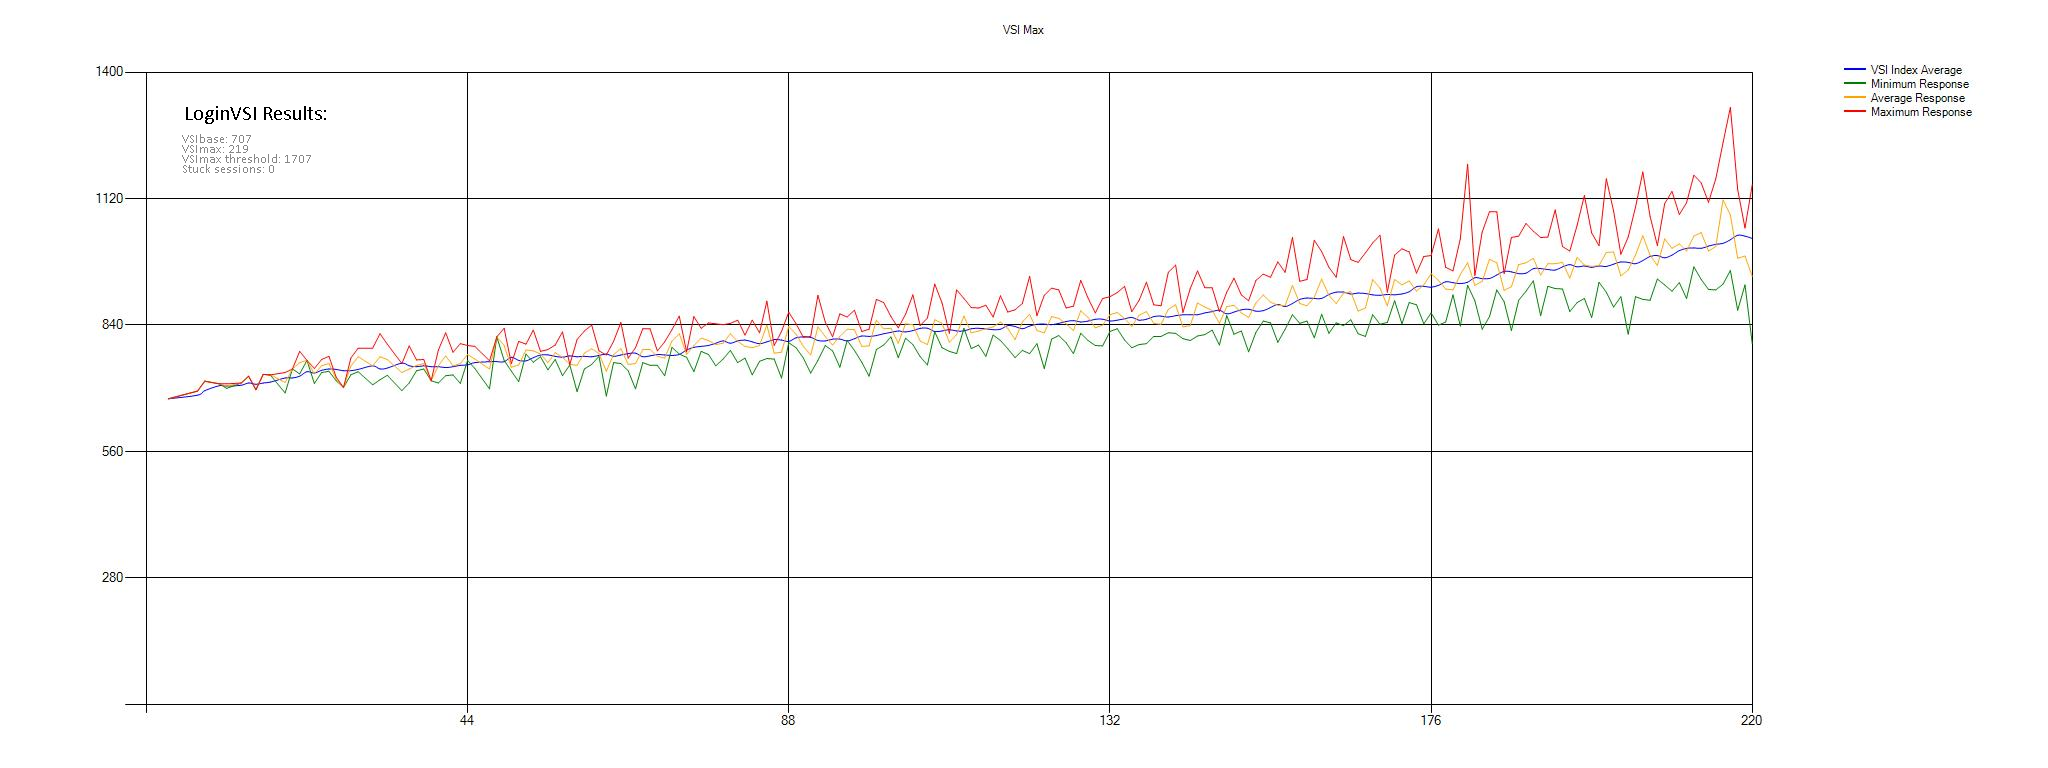 VSI Max
1400
1120
840
560
280
44
88
132
176
220
LoginVSI Results:
VSIbase: 707
VSImax: 219
VSImax threshold: 1707
Stuck sessions: 0
VSI Index Average
Minimum Response
Average Response
Maximum Response